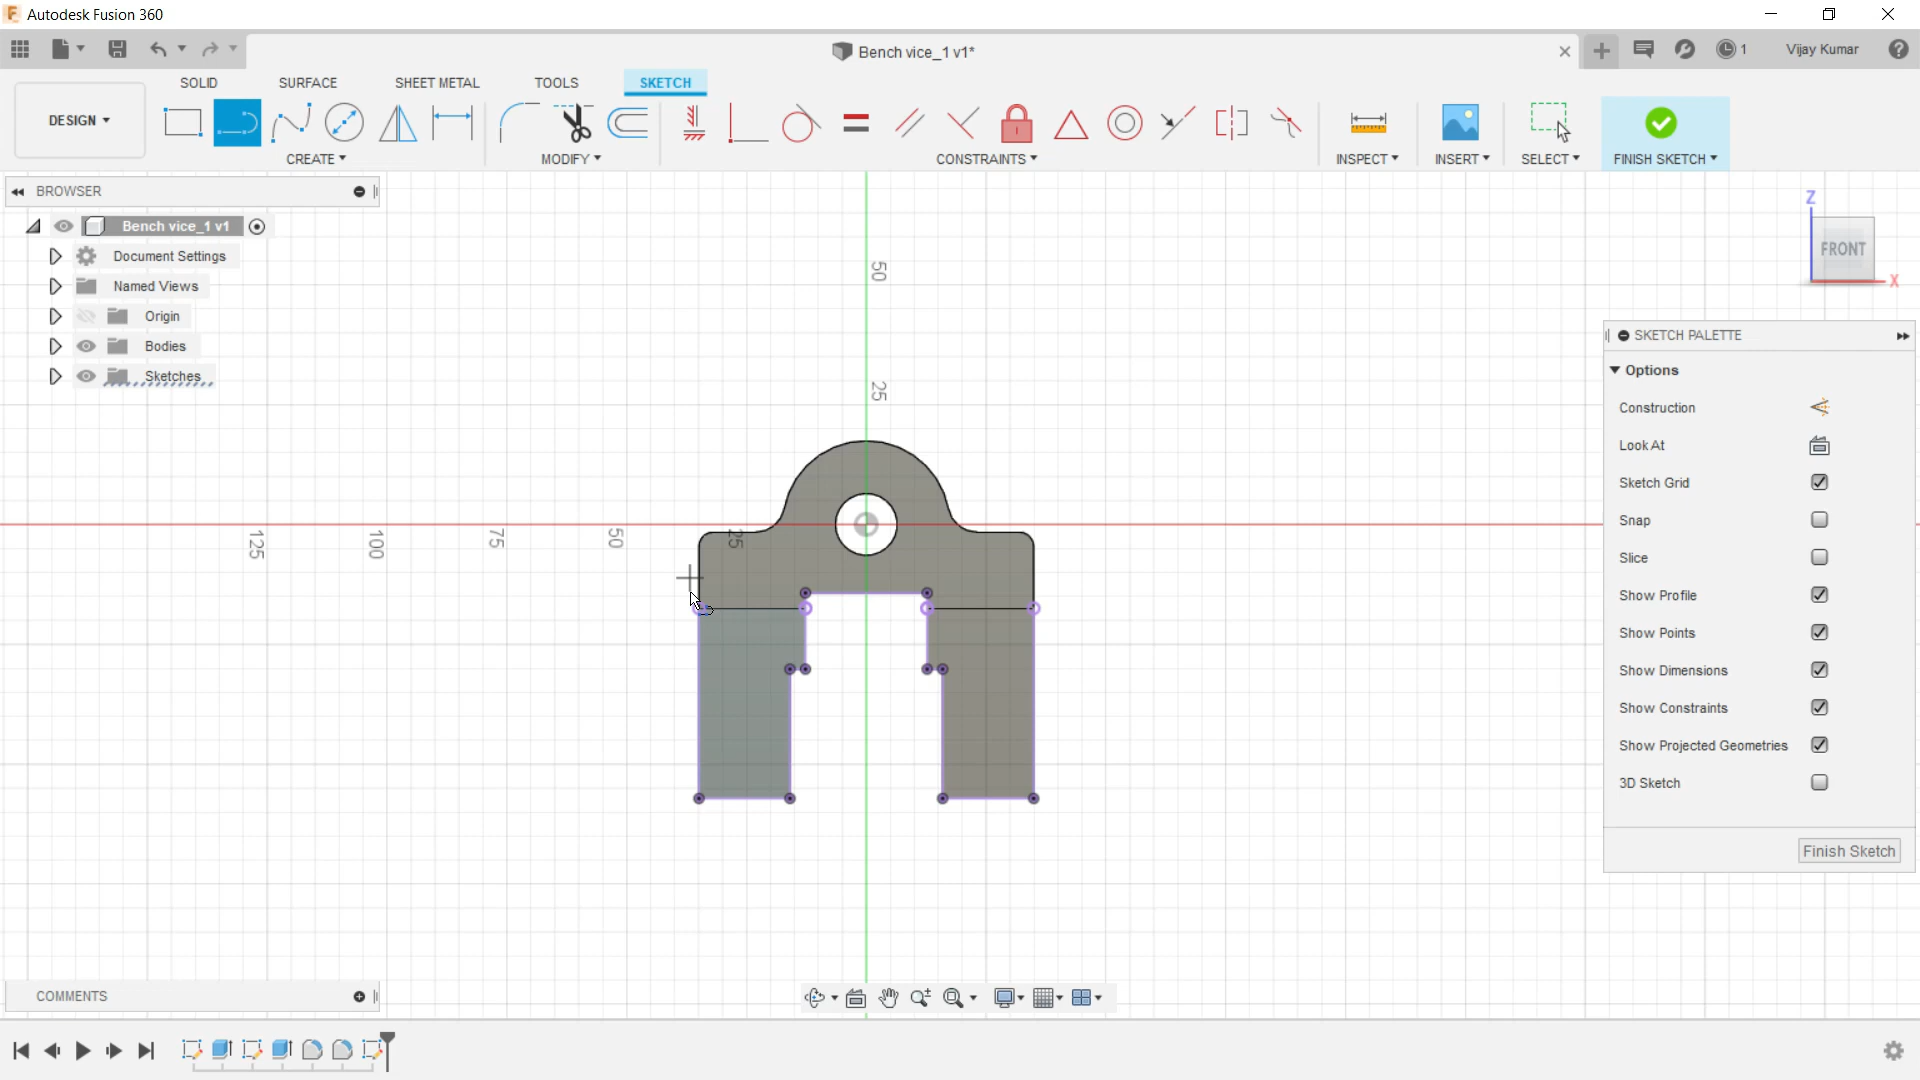 Autodesk Fusion 360
Bench vice_1 v1*
1
Vijay Kumar
SOLID
SURFACE
SHEET METAL
TOOLS
SKETCH
DESIGN
CREATE
MODIFY
CONSTRAINTS
INSPECT
INSERT
SELECT
FINISH SKETCH
BROWSER
Bench vice_1 v1
Document Settings
Named Views
Origin
Bodies
Sketches
Z
FRONT
X
50
25
125
100
75
50
25
SKETCH PALETTE
Options
Construction
Look At
Sketch Grid
Snap
Slice
Show Profile
Show Points
Show Dimensions
Show Constraints
Show Projected Geometries
3D Sketch
Finish Sketch
COMMENTS